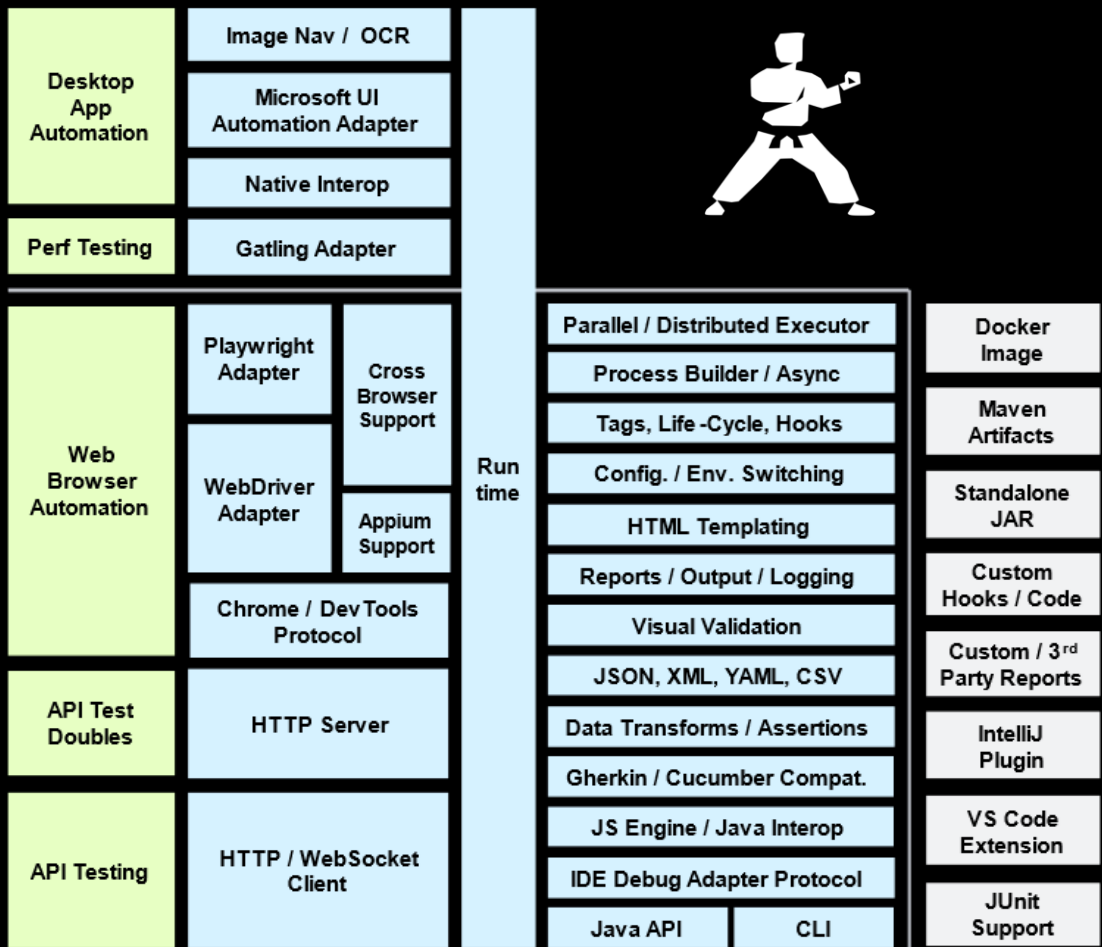 Desktop
App
Automation
Image Nav / OCR
Microsoft UI
Automation Adapter
Native Interop
Perf Testing
Gatling Adapter
Web
Browser
Automation
Playwright
Adapter
Cross
Browser
Support
WebDriver
Adapter
Appium
Support
Chrome / DevTools
Protocol
API Test
Doubles
HTTP Server
API Testing
HTTP / WebSocket
Client
Run
time
Parallel / Distributed Executor
Process Builder / Async
Tags, Life-Cycle, Hooks
Config. / Env. Switching
HTML Templating
Reports / Output / Logging
Visual Validation
JSON, XML, YAML, CSV
Data Transforms / Assertions
Gherkin / Cucumber Compat.
JS Engine / Java Interop
IDE Debug Adapter Protocol
Java API
CLI
Docker
Image
Maven
Artifacts
Standalone
JAR
Custom
Hooks / Code
Custom / 3rd
Party Reports
IntelliJ
Plugin
VS Code
Extension
JUnit
Support